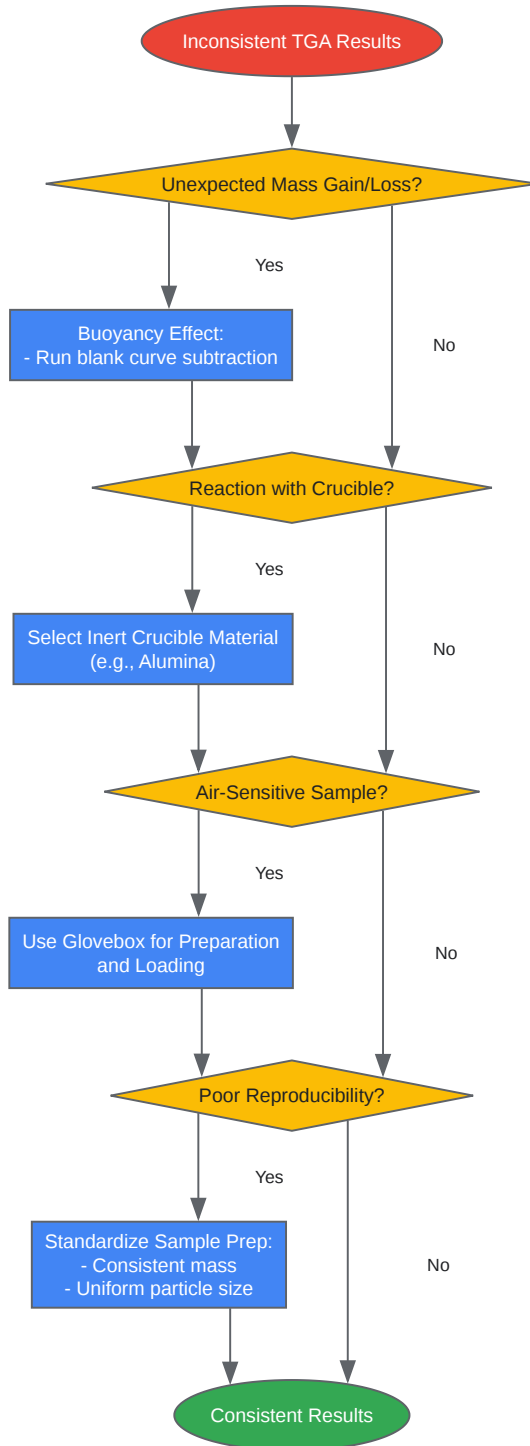 Inconsistent TGA Results
Unexpected Mass Gain/Loss?
Yes
Buoyancy Effect:
- Run blank curve subtraction
No
Reaction with Crucible?
Yes
Select Inert Crucible Material
(e.g., Alumina)
No
Air-Sensitive Sample?
Yes
Use Glovebox for Preparation
and Loading
No
Poor Reproducibility?
Yes
Standardize Sample Prep:
- Consistent mass
- Uniform particle size
No
Consistent Results